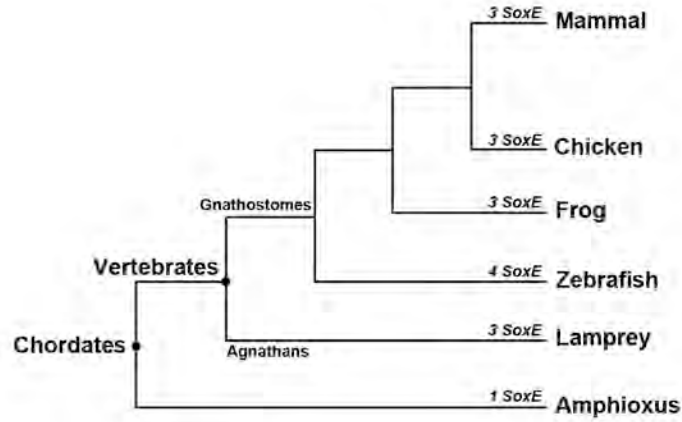 3 SoxE Mammal
3 SoxE Chicken
Gnathostomes
3 SoxE Frog
Vertebrates
4 SoxE Zebrafish
3 SoxE Lamprey
Chordates
Agnathans
1 SoxE Amphioxus